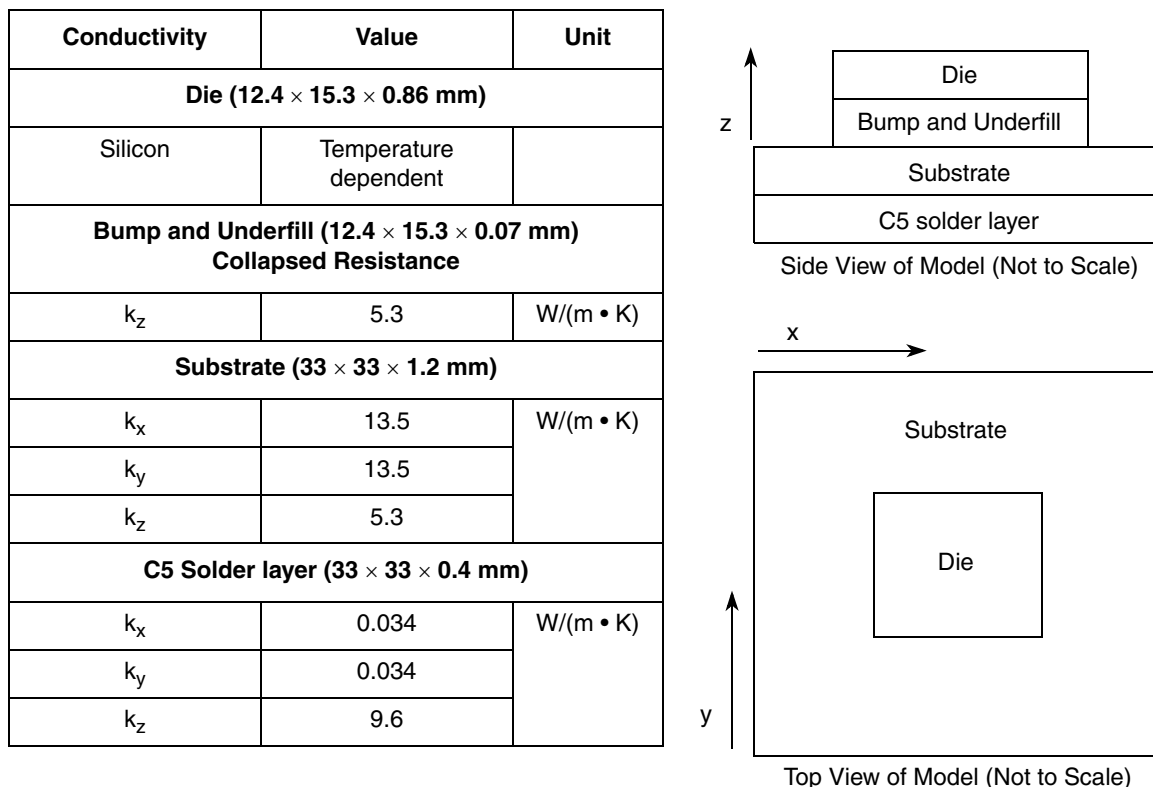 Conductivity Value Unit
Die (12.4 × 15.3 × 0.86 mm)
Silicon Temperature
dependent
Bump and Underfill (12.4 × 15.3 × 0.07 mm)
Collapsed Resistance
kz 5.3 W/(m • K)
Substrate (33 × 33 × 1.2 mm)
kx 13.5 W/(m • K)
ky 13.5
kz 5.3
C5 Solder layer (33 × 33 × 0.4 mm)
kx 0.034 W/(m • K)
ky 0.034
kz 9.6
z
Die
Bump and Underfill
Substrate
C5 solder layer
Side View of Model (Not to Scale)
x
Substrate
Die
y
Top View of Model (Not to Scale)